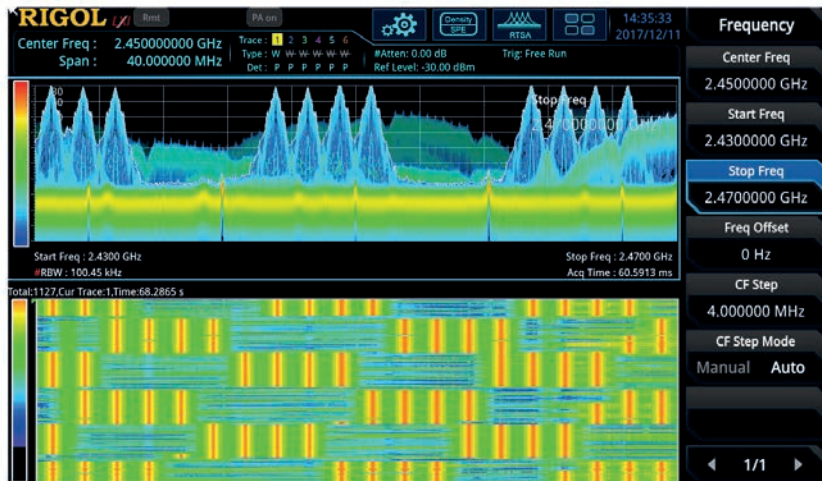 RIGOL
Rmt
PA on
Density
SPE
RTSA
14:35:33
2017/12/11
Center Freq : 2.450000000 GHz
Span : 40.000000 MHz
Trace : 1 2 3 4 5 6
Type : W W W W W W
Det : P P P P P P
#Atten: 0.00 dB
Ref Level: -30.00 dBm
Trig: Free Run
Stop Freq
2.470000000 GHz
Start Freq : 2.4300 GHz
Stop Freq : 2.4700 GHz
#RBW : 100.45 kHz
Acq Time : 60.5913 ms
Total:1127,Cur Trace:1,Time:68.2865 s
Frequency
Center Freq
2.4500000 GHz
Start Freq
2.4300000 GHz
Stop Freq
2.4700000 GHz
Freq Offset
0 Hz
CF Step
4.000000 MHz
CF Step Mode
Manual Auto
1/1